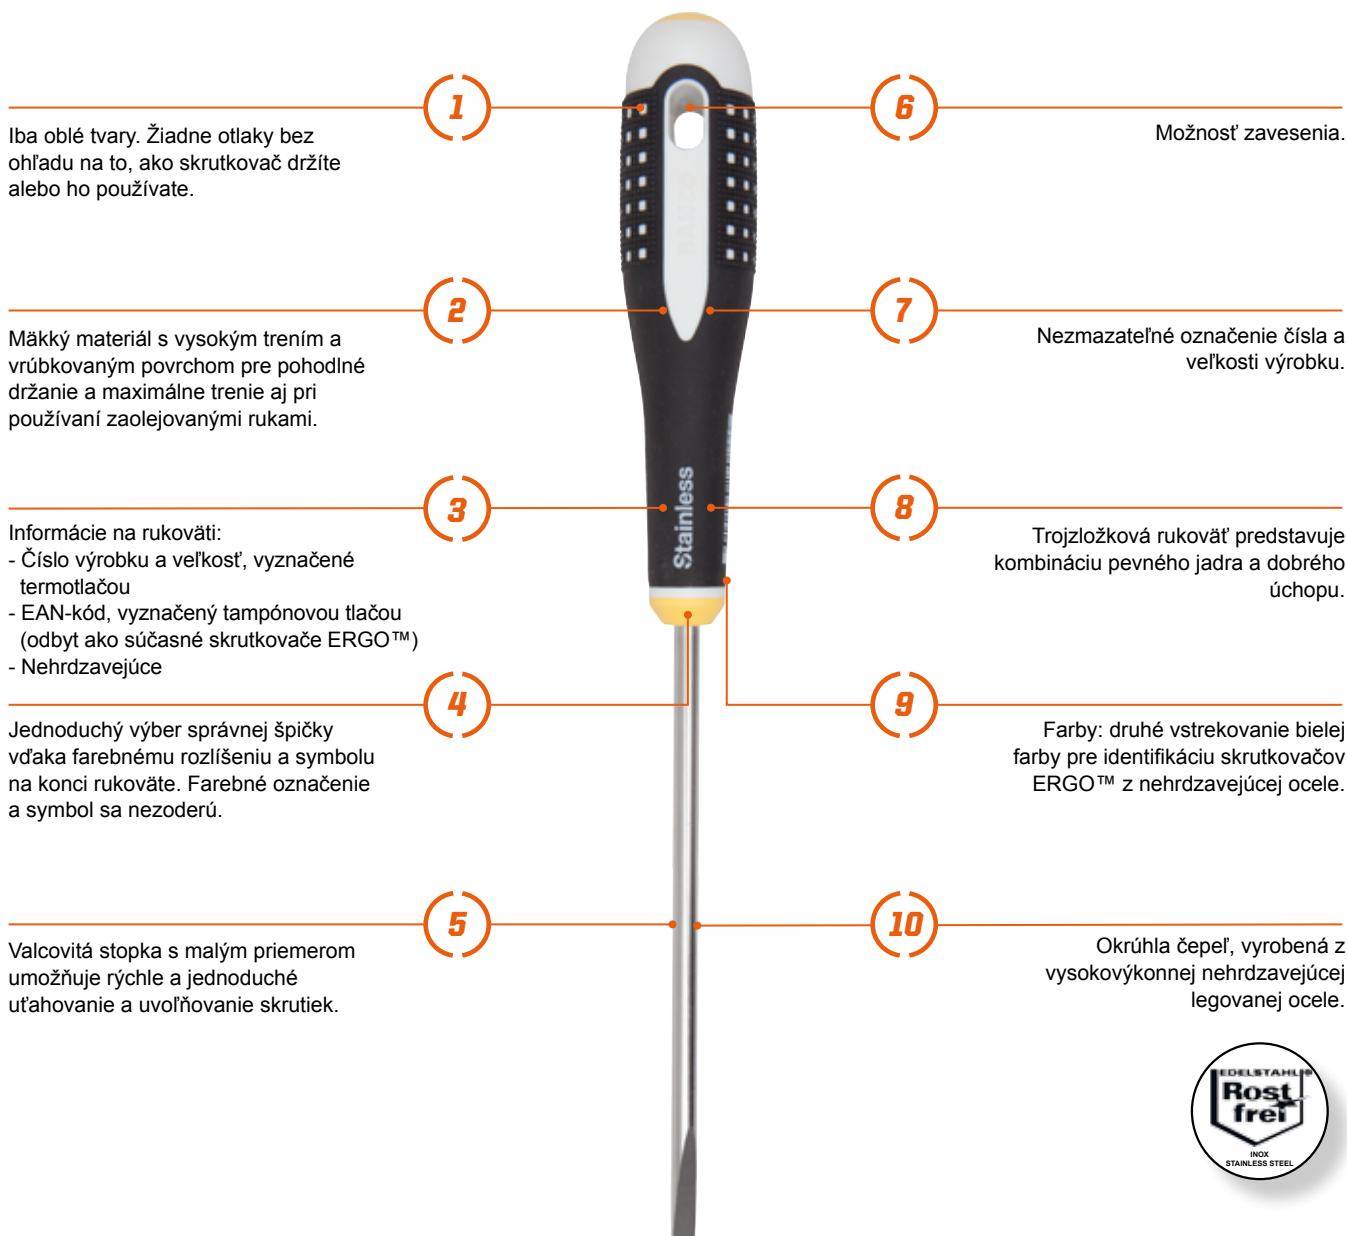 1
Iba oblé tvary. Žiadne otlaky bez
ohľadu na to, ako skrutkovač držíte
alebo ho používate.
2
Mäkký materiál s vysokým trením a
vrúbkovaným povrchom pre pohodlné
držanie a maximálne trenie aj pri
používaní zaolejovanými rukami.
3
Informácie na rukoväti:
- Číslo výrobku a veľkosť, vyznačené
termotlačou
- EAN-kód, vyznačený tampónovou tlačou
(odbyt ako súčasné skrutkovače ERGO™)
- Nehrdzavejúce
4
Jednoduchý výber správnej špičky
vďaka farebnému rozlíšeniu a symbolu
na konci rukoväte. Farebné označenie
a symbol sa nezoderú.
5
Valcovitá stopka s malým priemerom
umožňuje rýchle a jednoduché
uťahovanie a uvoľňovanie skrutiek.
BAHCO
Stainless
6
Možnosť zavesenia.
7
Nezmazateľné označenie čísla a
veľkosti výrobku.
8
Trojzložková rukoväť predstavuje
kombináciu pevného jadra a dobrého
úchopu.
9
Farby: druhé vstrekovanie bielej
farby pre identifikáciu skrutkovačov
ERGO™ z nehrdzavejúcej ocele.
10
Okrúhla čepeľ, vyrobená z
vysokovýkonnej nehrdzavejúcej
legovanej ocele.
EDELSTAHL®
Rost
frei
INOX
STAINLESS STEEL